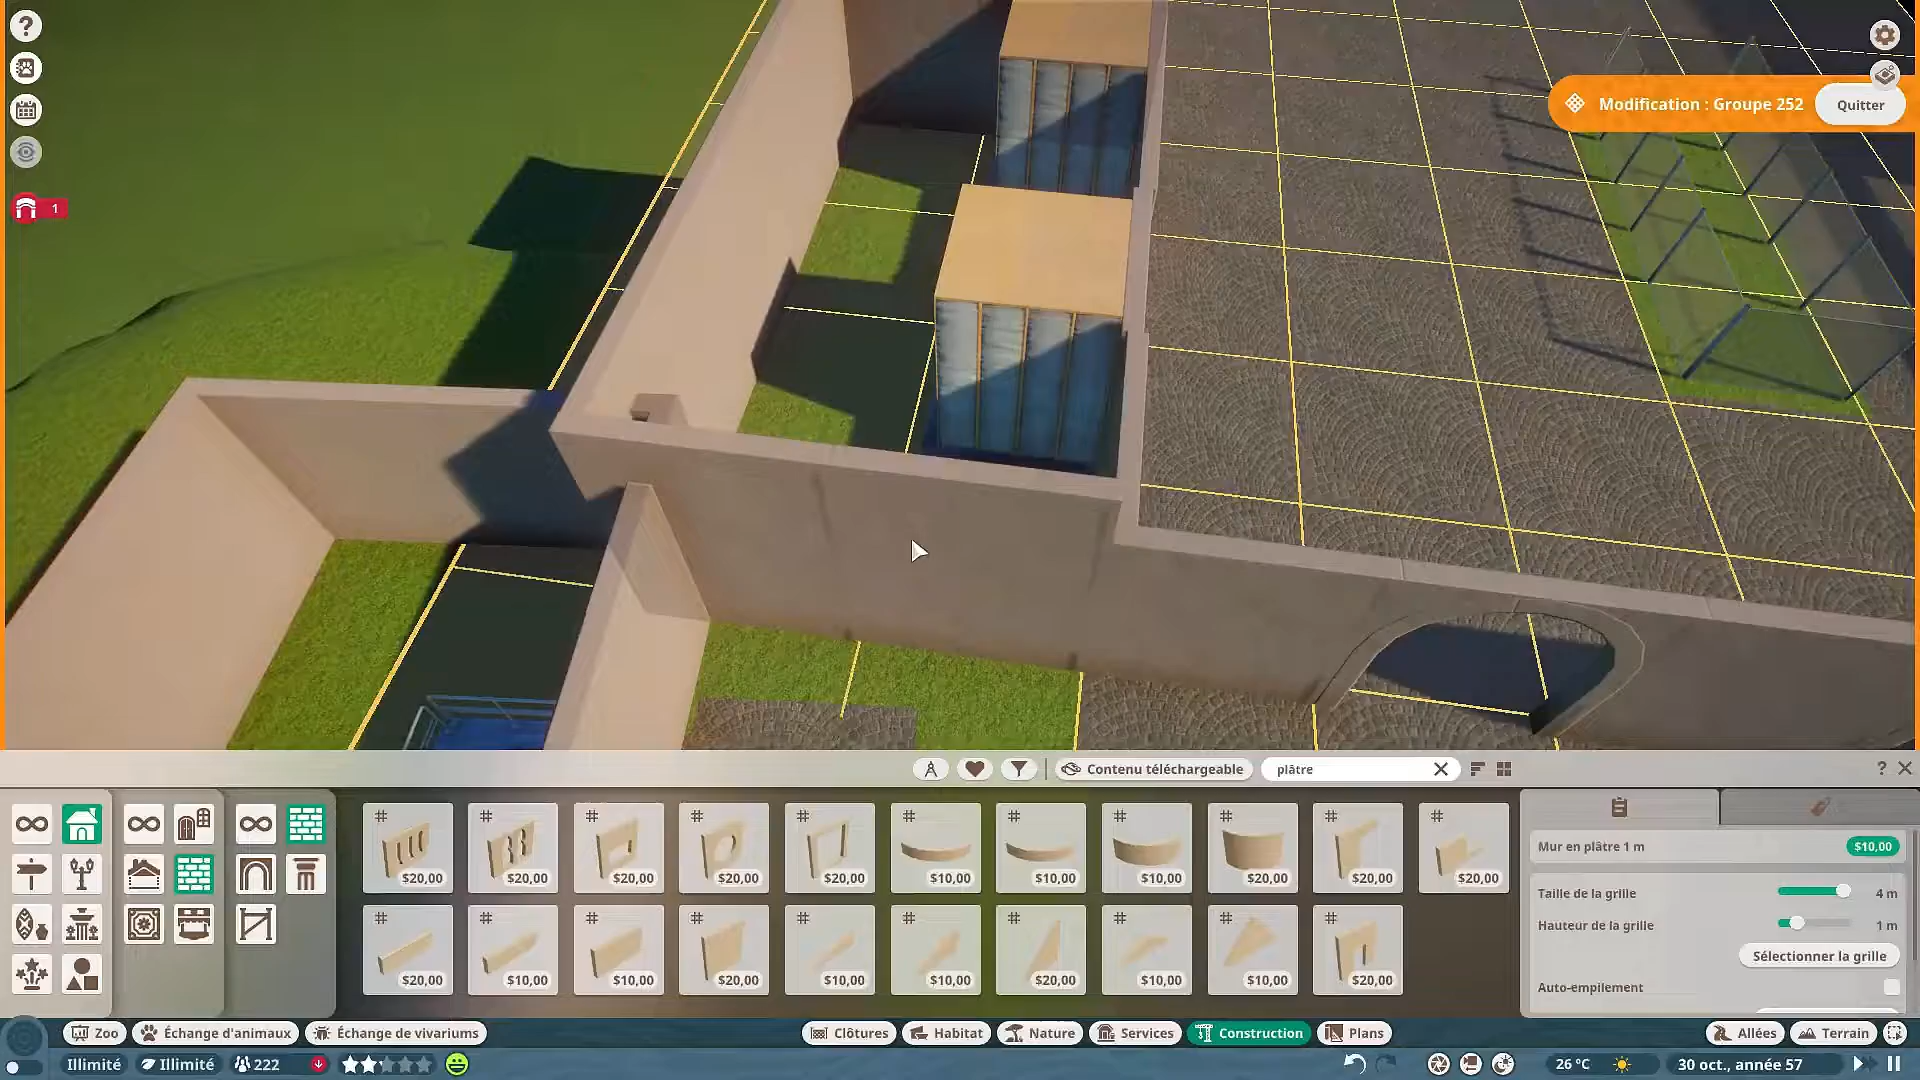 ?
1
Modification : Groupe 252
Quitter
Contenu téléchargeable
plâtre
?
$20,00 $20,00 $20,00 $20,00 $20,00 $10,00 $10,00 $10,00 $20,00 $20,00 $20,00
$20,00 $10,00 $10,00 $20,00 $10,00 $10,00 $20,00 $10,00 $10,00 $20,00
Mur en plâtre 1 m $10,00
Taille de la grille 4 m
Hauteur de la grille 1 m
Sélectionner la grille
Auto-empilement
Zoo Échange d'animaux Échange de vivariums Clôtures Habitat Nature Services Construction Plans Allées Terrain
Illimité Illimité 222 26 °C 30 oct., année 57